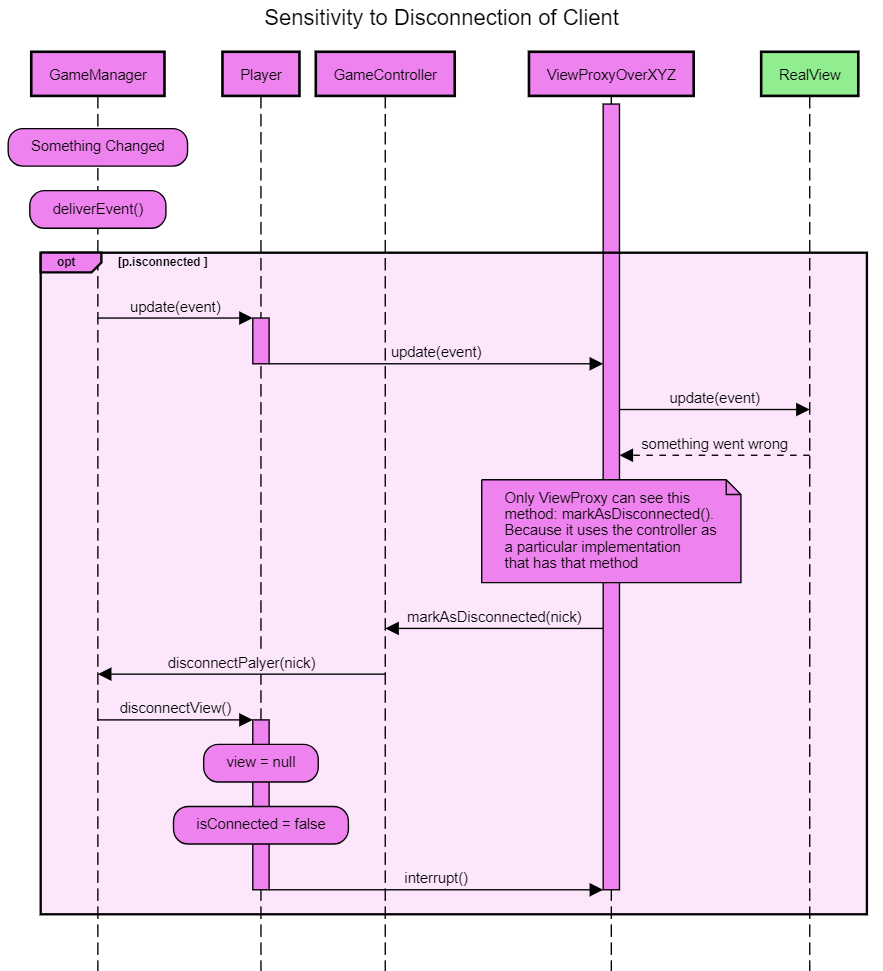 Sensitivity to Disconnection of Client
GameManager
Player
GameController
ViewProxyOverXYZ
RealView
Something Changed
deliverEvent()
opt
[p.isconnected ]
update(event)
update(event)
update(event)
something went wrong
Only ViewProxy can see this
method: markAsDisconnected().
Because it uses the controller as
a particular implementation
that has that method
markAsDisconnected(nick)
disconnectPalyer(nick)
disconnectView()
view = null
isConnected = false
interrupt()